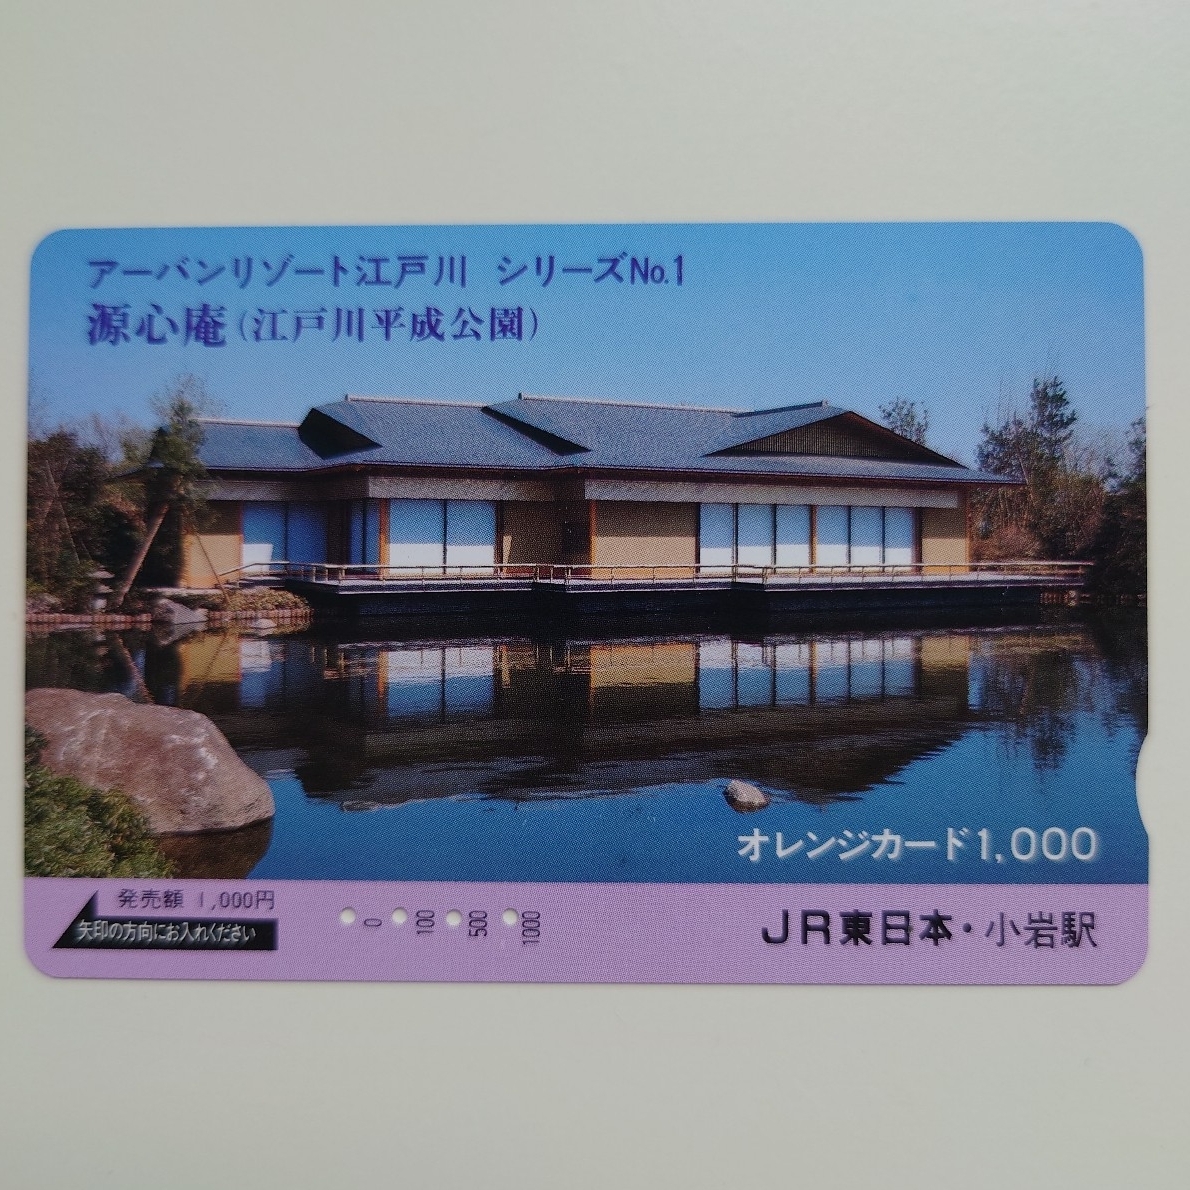 アーバンリゾート江戸川 シリーズNo.1
源心庵(江戸川平成公園)
オレンジカード1,000
発売額 1,000円
矢印の方向にお入れください
0 100 500 1000
JR東日本・小岩駅